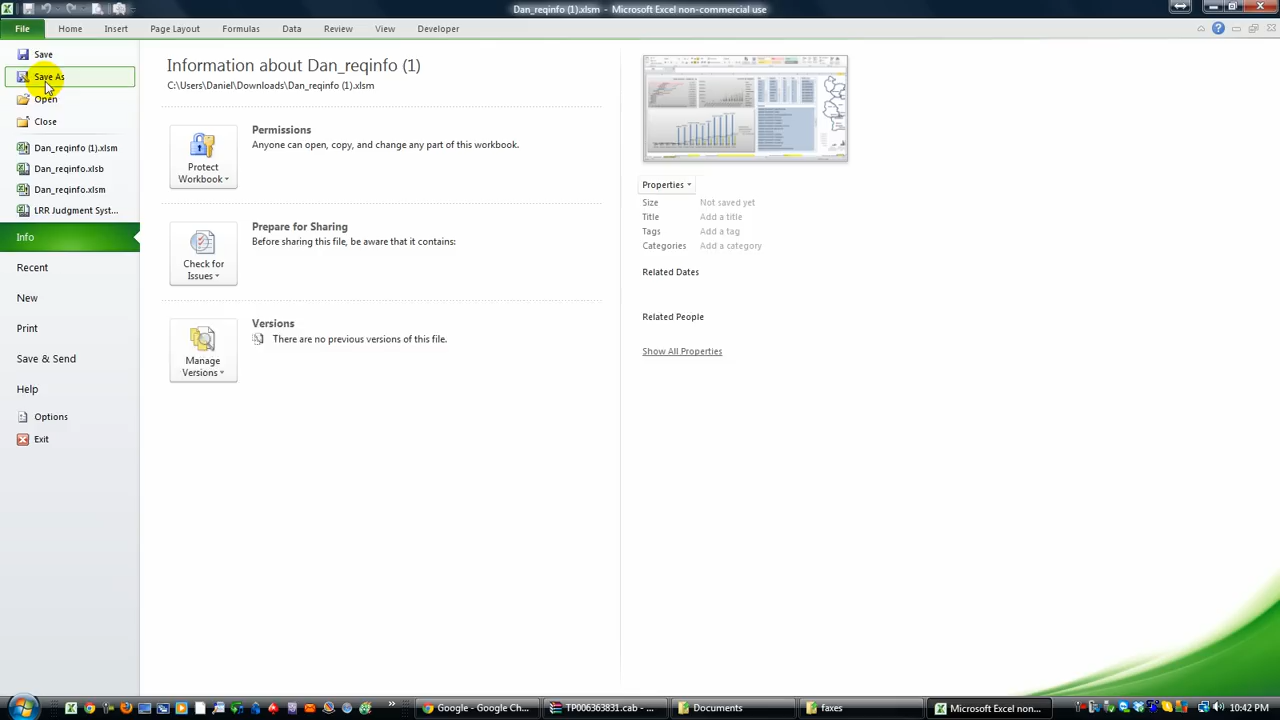 Dan_reqinfo (1).xlsm - Microsoft Excel non-commercial use
File Home Insert Page Layout Formulas Data Review View Developer
Save
Save As
Open
Close
Dan_reqinfo (1).xlsm
Dan_reqinfo.xlsb
Dan_reqinfo.xlsm
LRR Judgment Syst...
Info
Recent
New
Print
Save & Send
Help
Options
Exit
Information about Dan_reqinfo (1)
C:\Users\Daniel\Downloads\Dan_reqinfo (1).xlsm
Protect
Workbook
Permissions
Anyone can open, copy, and change any part of this workbook.
Check for
Issues
Prepare for Sharing
Before sharing this file, be aware that it contains:
Manage
Versions
Versions
There are no previous versions of this file.
Properties
Size Not saved yet
Title Add a title
Tags Add a tag
Categories Add a category
Related Dates
Related People
Show All Properties
Google - Google Ch... TP006363831.cab - ... Documents faxes Microsoft Excel non... 10:42 PM